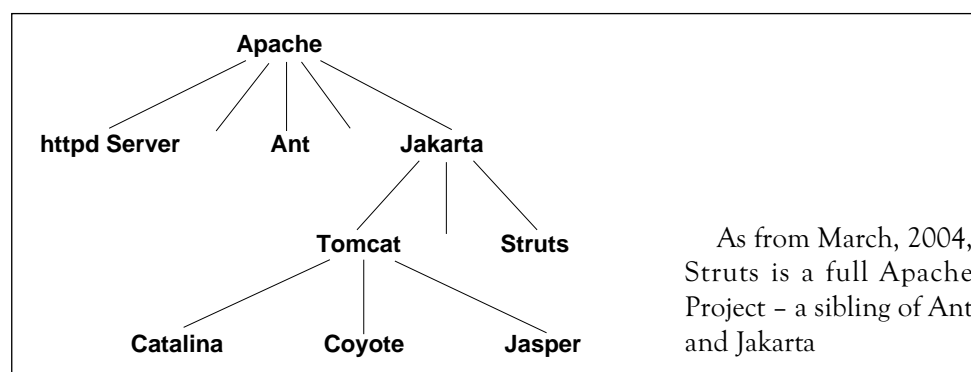 Apache
httpd Server Ant Jakarta
Tomcat Struts
Catalina Coyote Jasper
As from March, 2004,
Struts is a full Apache
Project – a sibling of Ant
and Jakarta